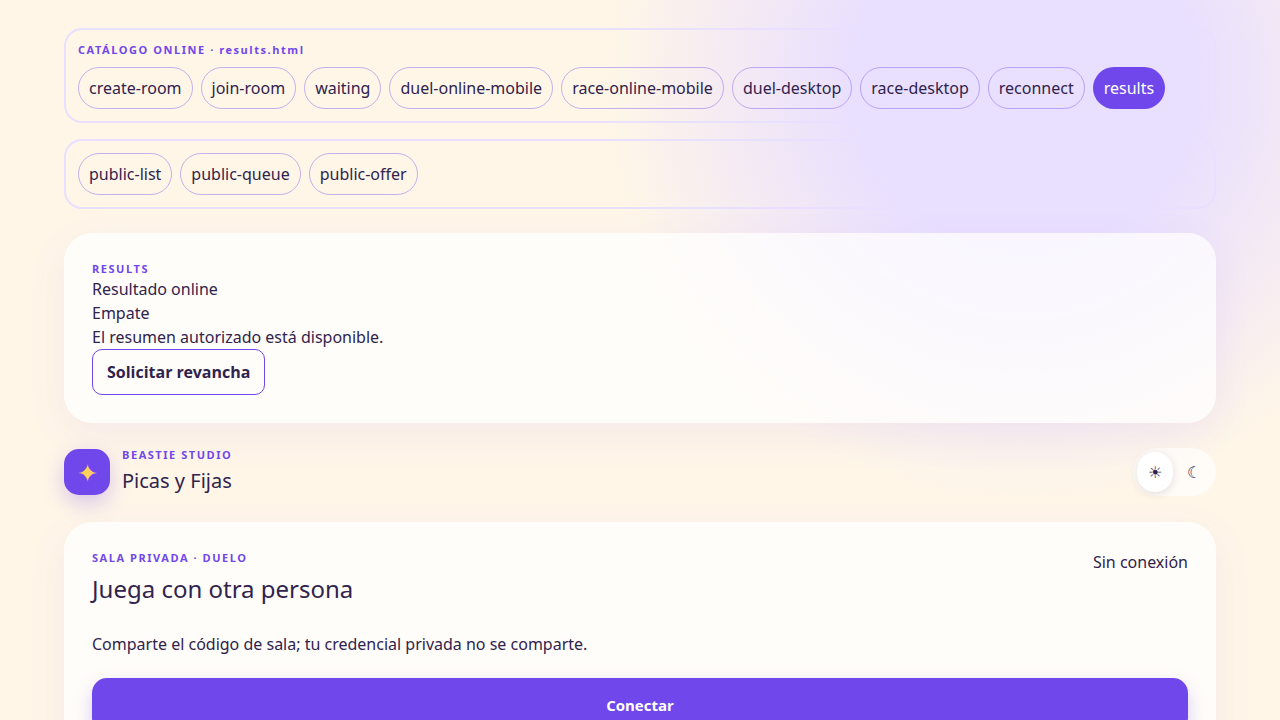 CATÁLOGO ONLINE · results.html
create-room join-room waiting duel-online-mobile race-online-mobile duel-desktop race-desktop reconnect results
public-list public-queue public-offer
RESULTS
Resultado online
Empate
El resumen autorizado está disponible.
Solicitar revancha
BEASTIE STUDIO
Picas y Fijas
SALA PRIVADA · DUELO
Sin conexión
Juega con otra persona
Comparte el código de sala; tu credencial privada no se comparte.
Conectar